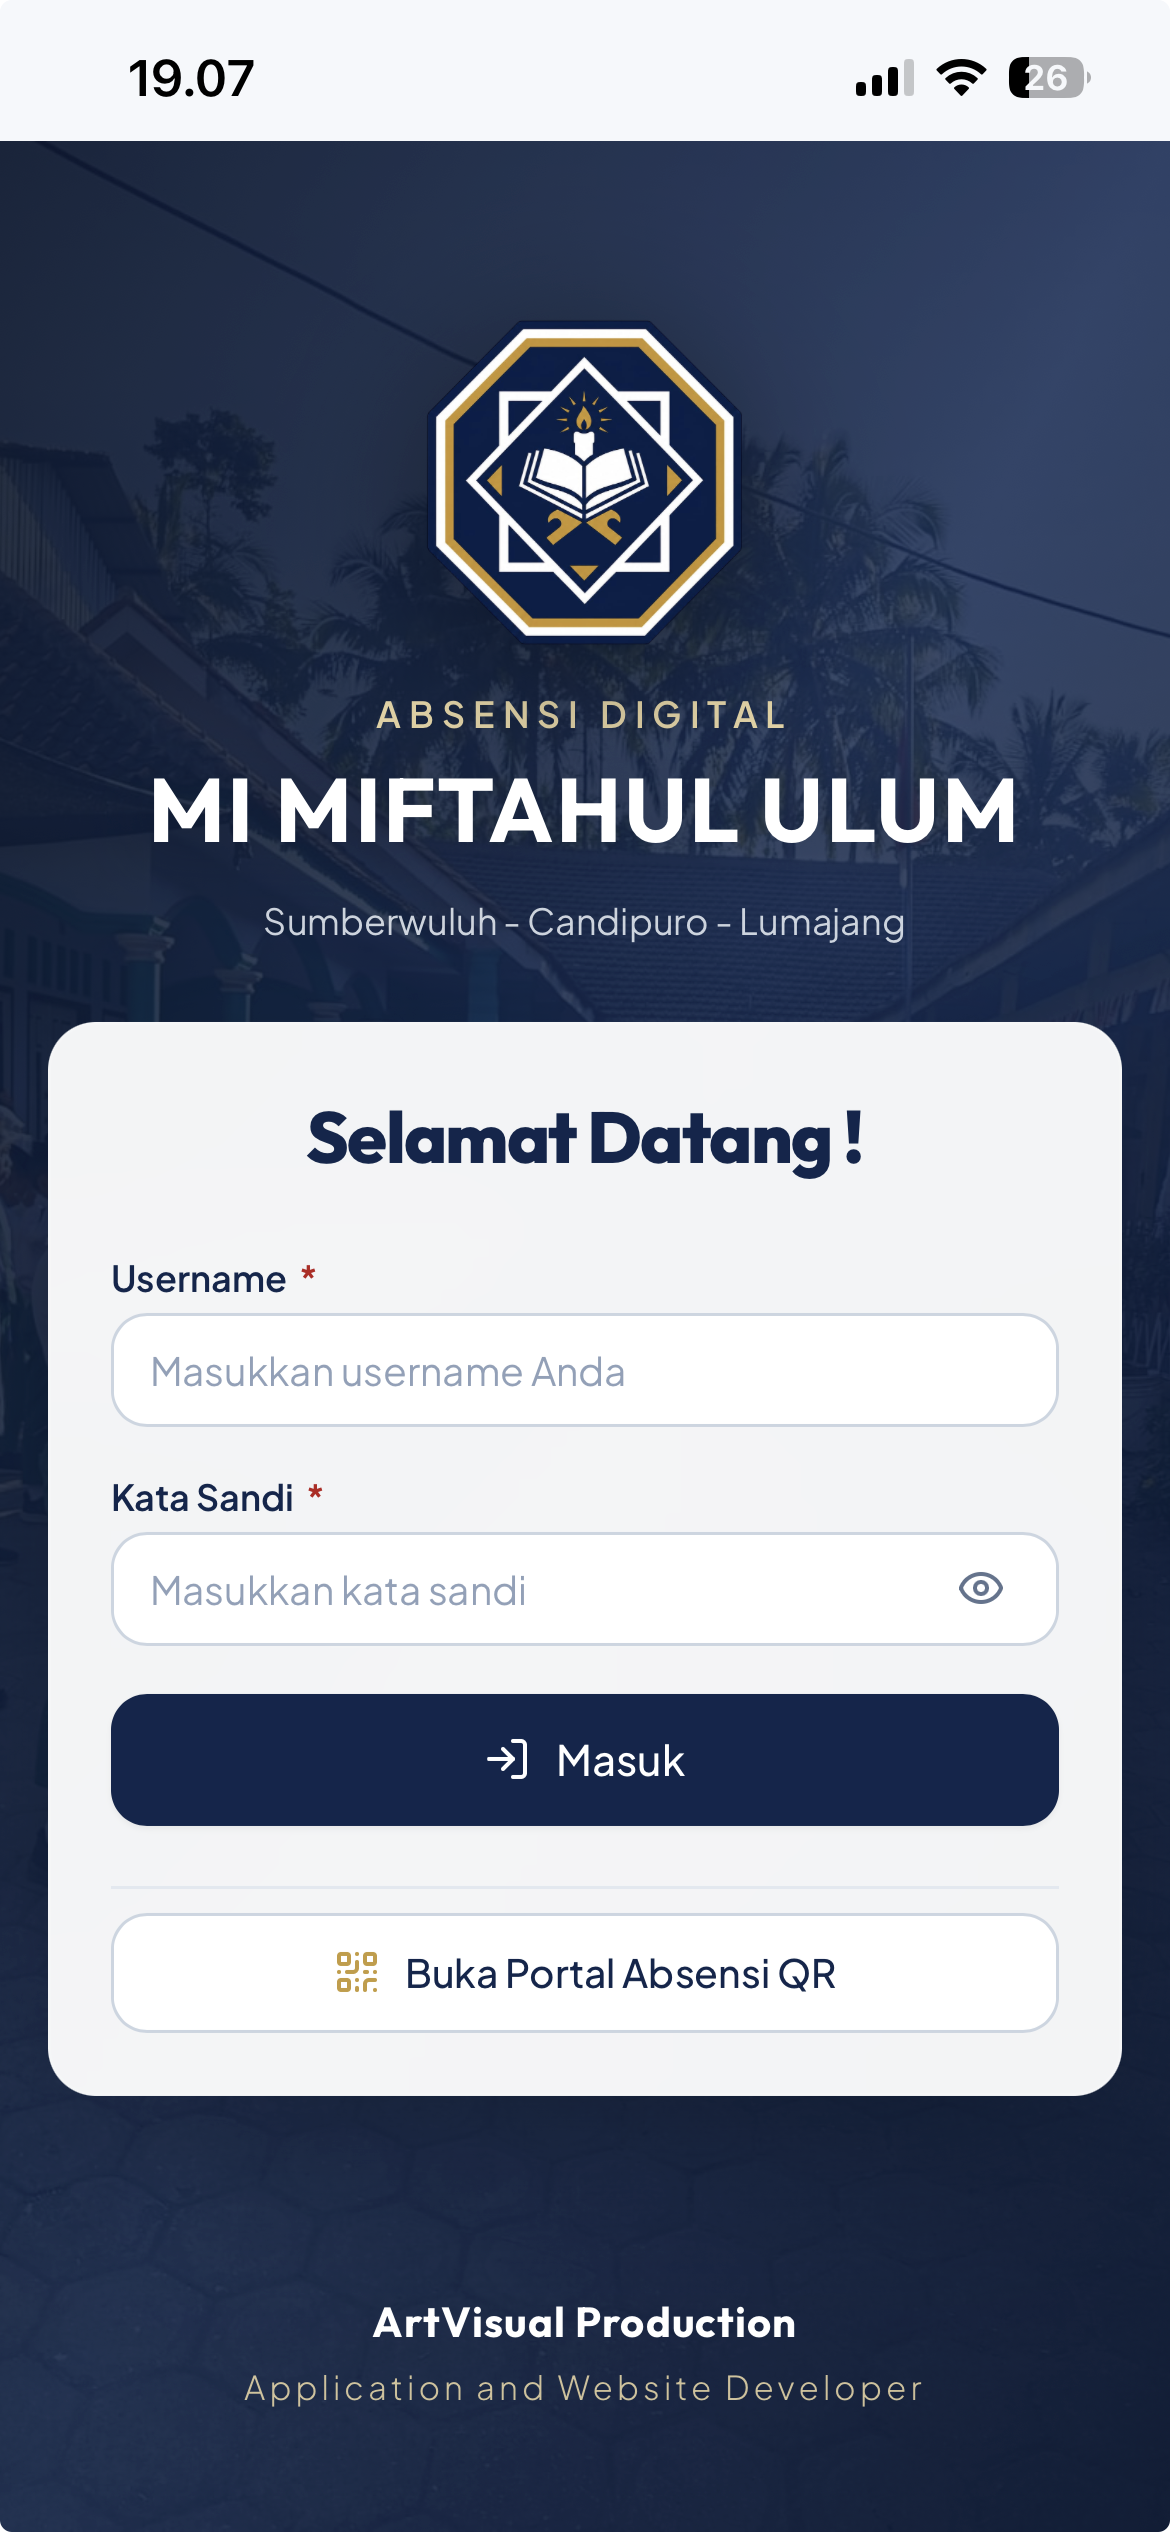 19.07
26
ABSENSI DIGITAL
MI MIFTAHUL ULUM
Sumberwuluh - Candipuro - Lumajang
Selamat Datang !
Username *
Masukkan username Anda
Kata Sandi *
Masukkan kata sandi
Masuk
Buka Portal Absensi QR
ArtVisual Production
Application and Website Developer